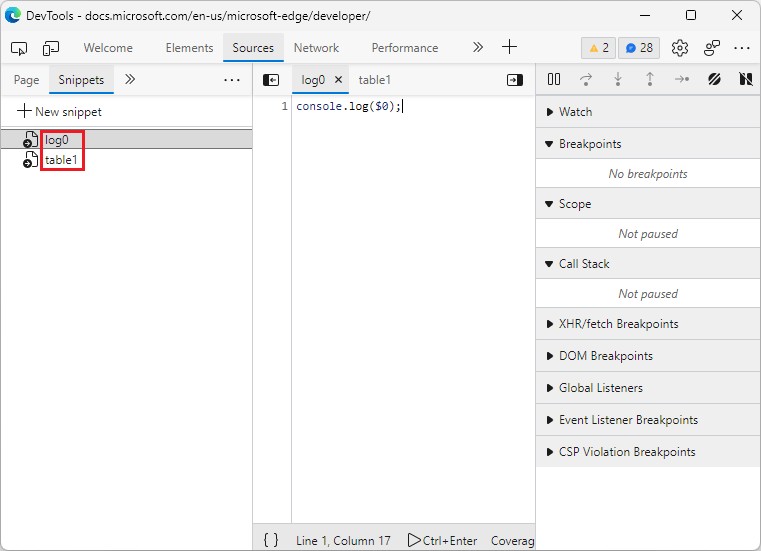 DevTools - docs.microsoft.com/en-us/microsoft-edge/developer/
Welcome Elements Sources Network Performance 2 28
Page Snippets
log0 table1
New snippet
log0
table1
1 console.log($0);
Watch
Breakpoints
No breakpoints
Scope
Not paused
Call Stack
Not paused
XHR/fetch Breakpoints
DOM Breakpoints
Global Listeners
Event Listener Breakpoints
CSP Violation Breakpoints
{ } Line 1, Column 17 Ctrl+Enter Coverag